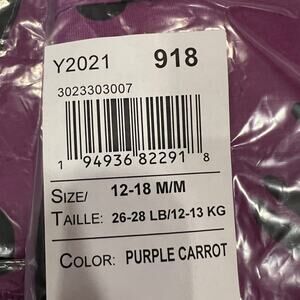 Y2021 918
3023303007
1 94936 82291 8
SIZE/ 12-18 M/M
TAILLE: 26-28 LB/12-13 KG
COLOR: PURPLE CARROT